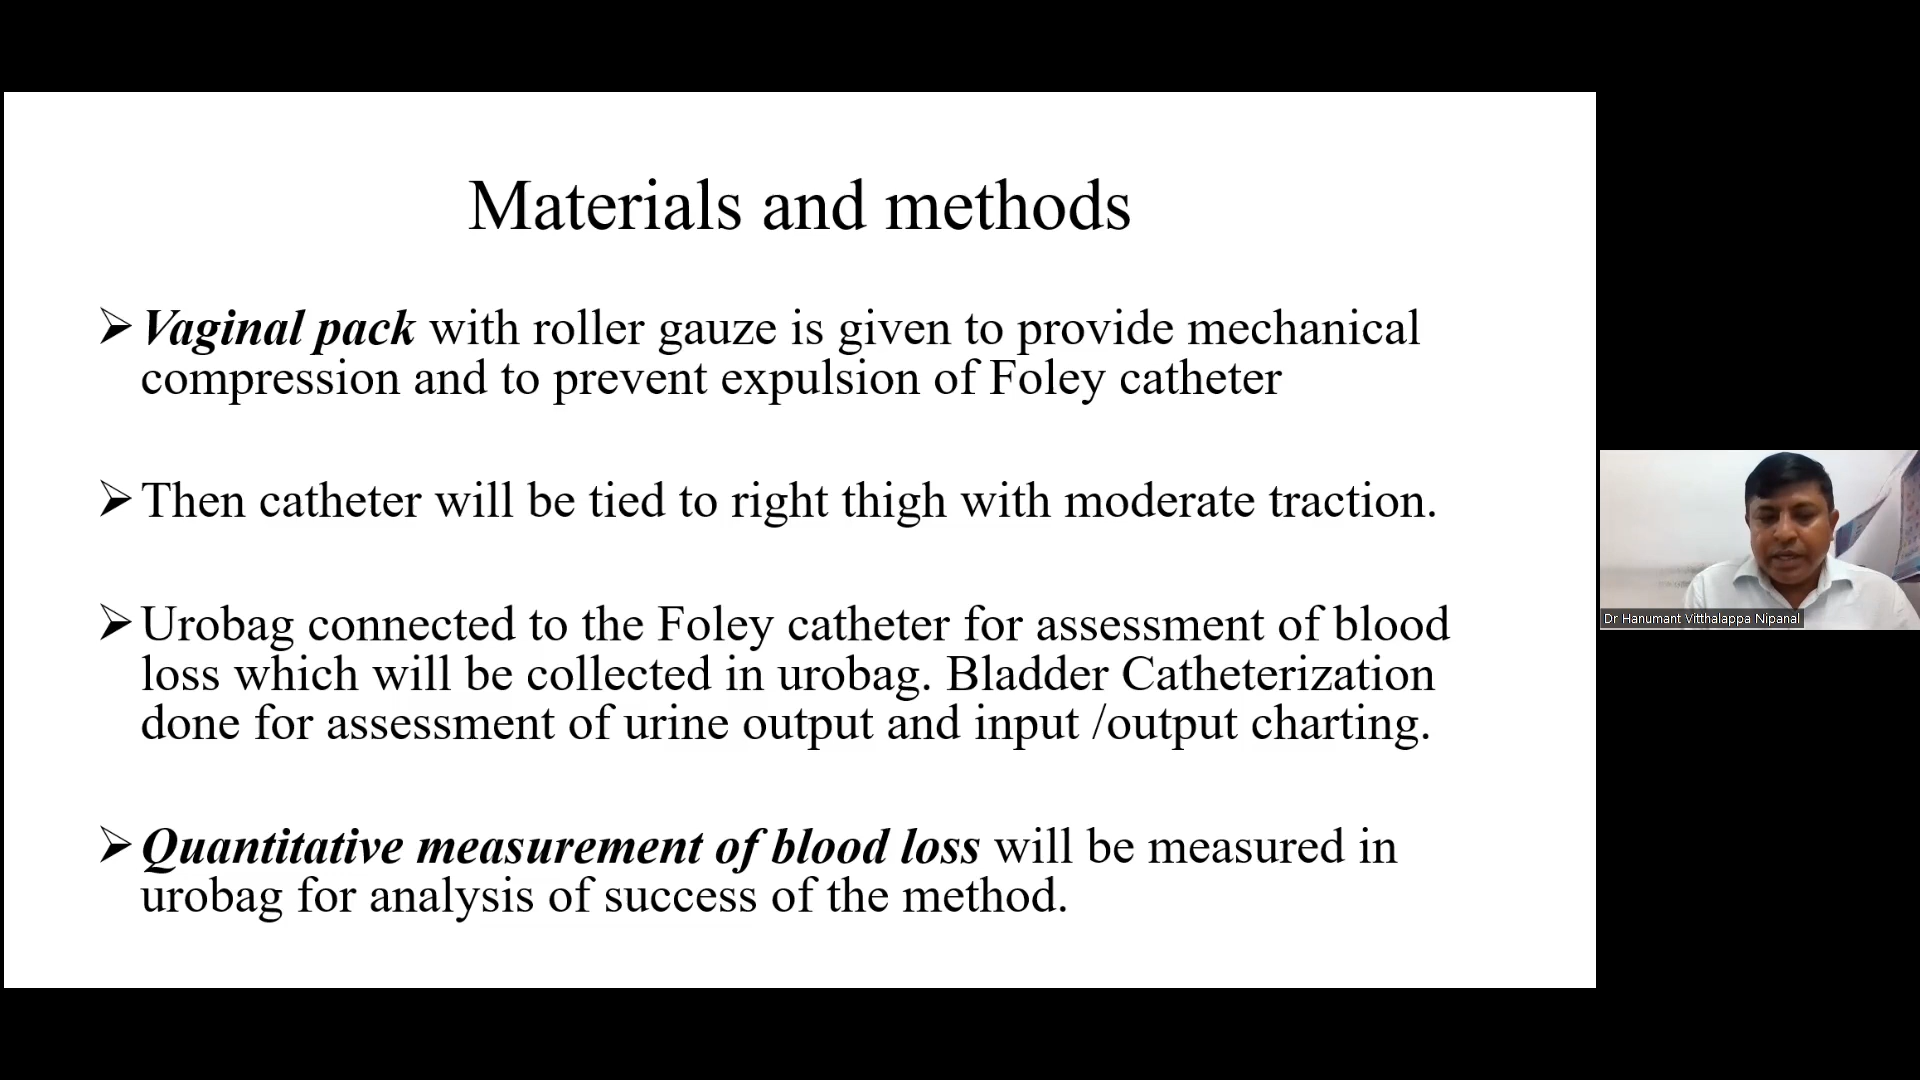 Materials and methods
➢Vaginal pack with roller gauze is given to provide mechanical
compression and to prevent expulsion of Foley catheter
➢Then catheter will be tied to right thigh with moderate traction.
➢Urobag connected to the Foley catheter for assessment of blood
loss which will be collected in urobag. Bladder Catheterization
done for assessment of urine output and input /output charting.
➢Quantitative measurement of blood loss will be measured in
urobag for analysis of success of the method.
Dr Hanumant Vitthalappa Nipanal